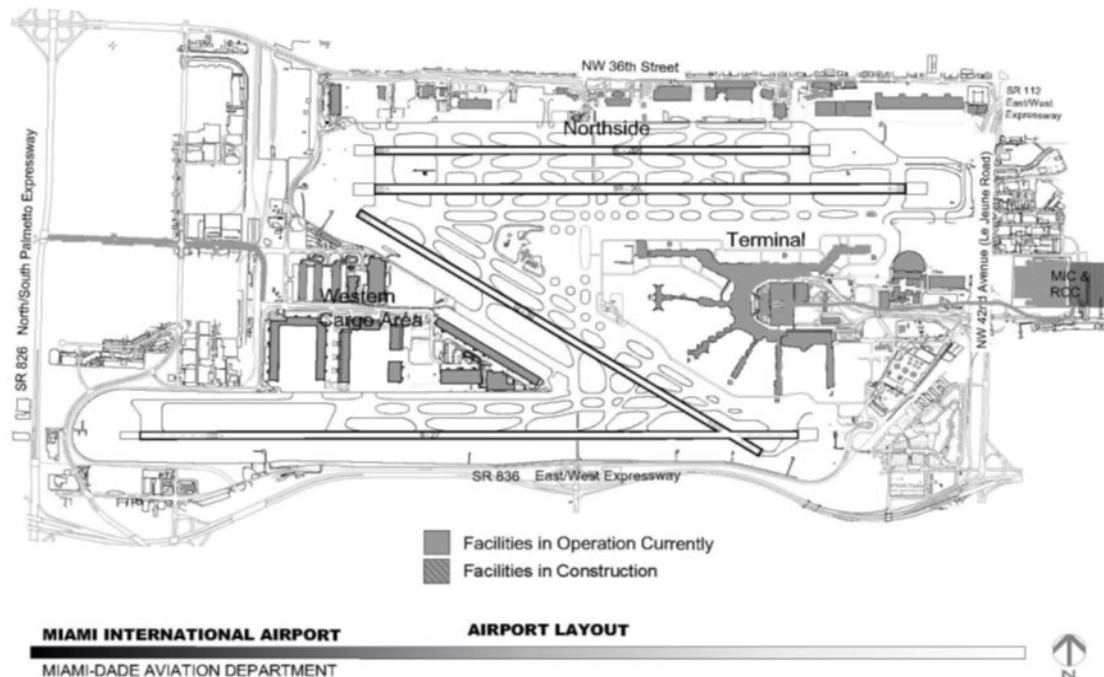 NW 36th Street
SR 112
East/West
Expressway
Northside
SR 826 North/South Palmetto Expressway
NW 42nd Avenue (Le Jeune Road)
Terminal
MIC &
RCC
Western
Cargo Area
SR 836 East/West Expressway
Facilities in Operation Currently
Facilities in Construction
MIAMI INTERNATIONAL AIRPORT
AIRPORT LAYOUT
MIAMI-DADE AVIATION DEPARTMENT
N